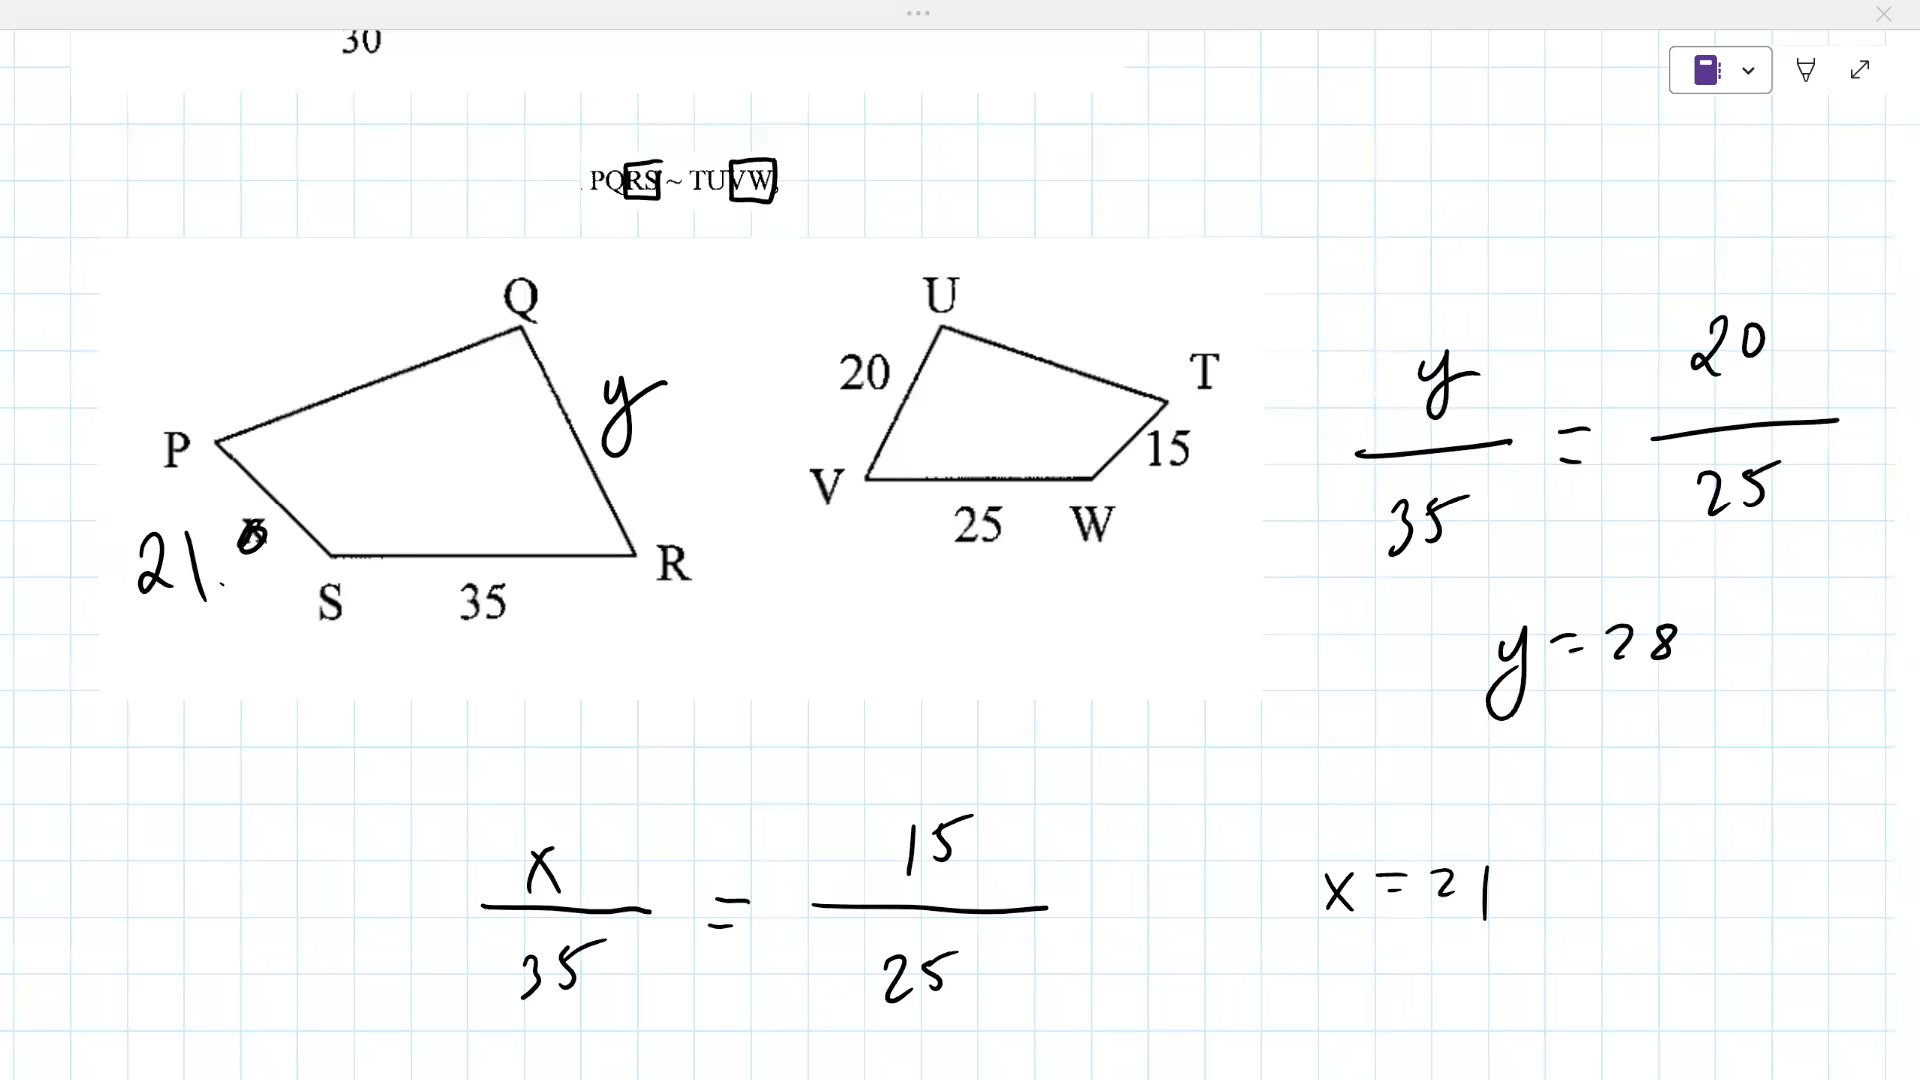 30
PQRS ~ TUVW,
Q
U
y
20
T
P
15
V
25
W
21.
S
35
R
y/35 = 20/25
y = 28
x/35 = 15/25
x = 21